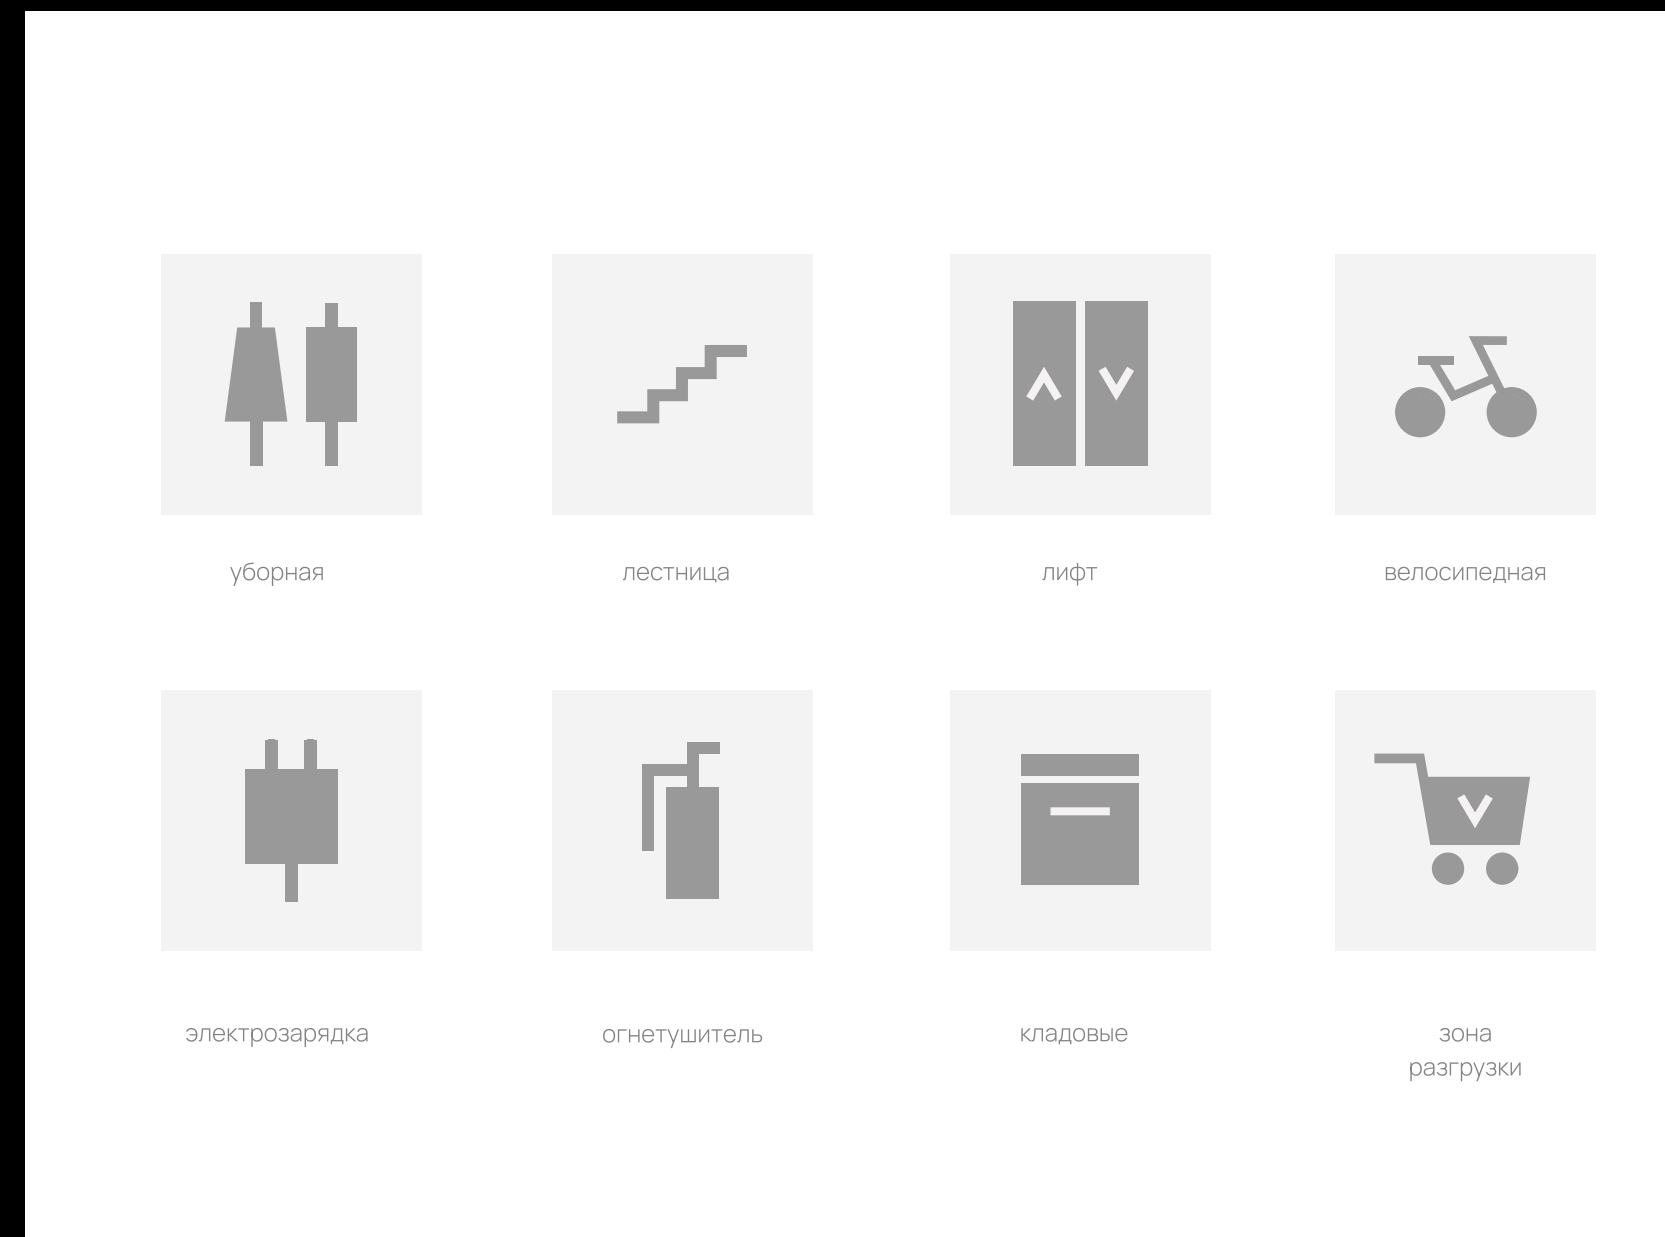 уборная
лестница
лифт
велосипедная
электрозарядка
огнетушитель
кладовые
зона
разгрузки